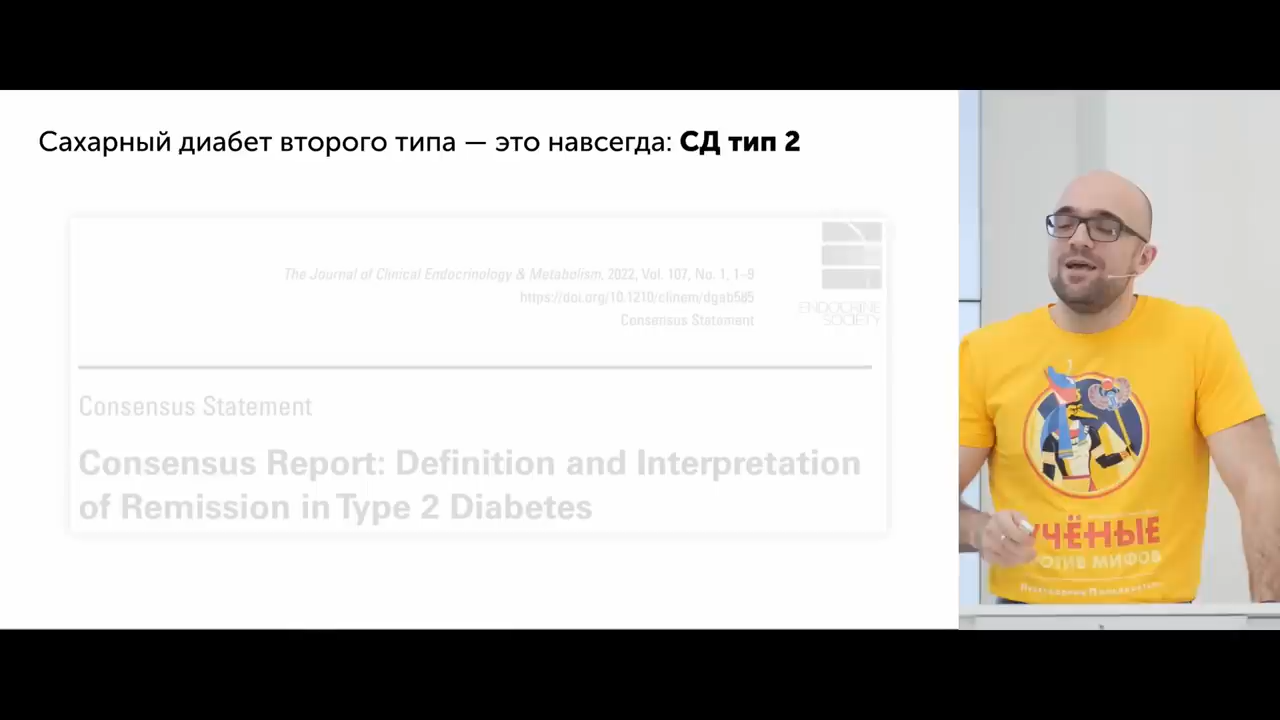 Сахарный диабет второго типа — это навсегда: СД тип 2
The Journal of Clinical Endocrinology & Metabolism, 2022, Vol. 107, No. 1, 1–9
https://doi.org/10.1210/clinem/dgab585
Consensus Statement
ENDOCRINE
SOCIETY
Consensus Statement
Consensus Report: Definition and Interpretation
of Remission in Type 2 Diabetes
УЧЁНЫЕ
МИФОВ